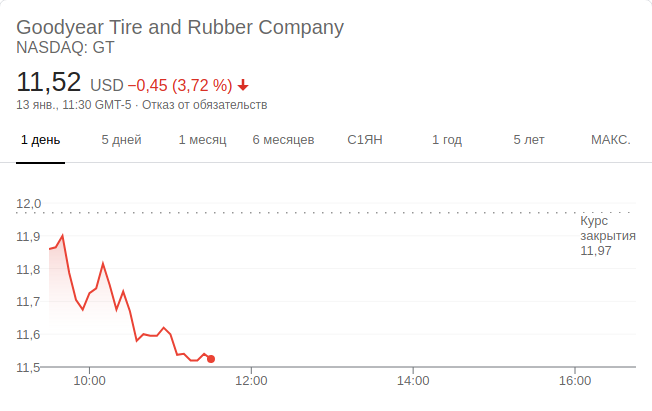 Goodyear Tire and Rubber Company
NASDAQ: GT
11,52 USD −0,45 (3,72 %)
13 янв., 11:30 GMT-5 · Отказ от обязательств
1 день 5 дней 1 месяц 6 месяцев С1ЯН 1 год 5 лет МАКС.
12,0
Курс
11,9
закрытия
11,97
11,8
11,7
11,6
11,5
10:00 12:00 14:00 16:00